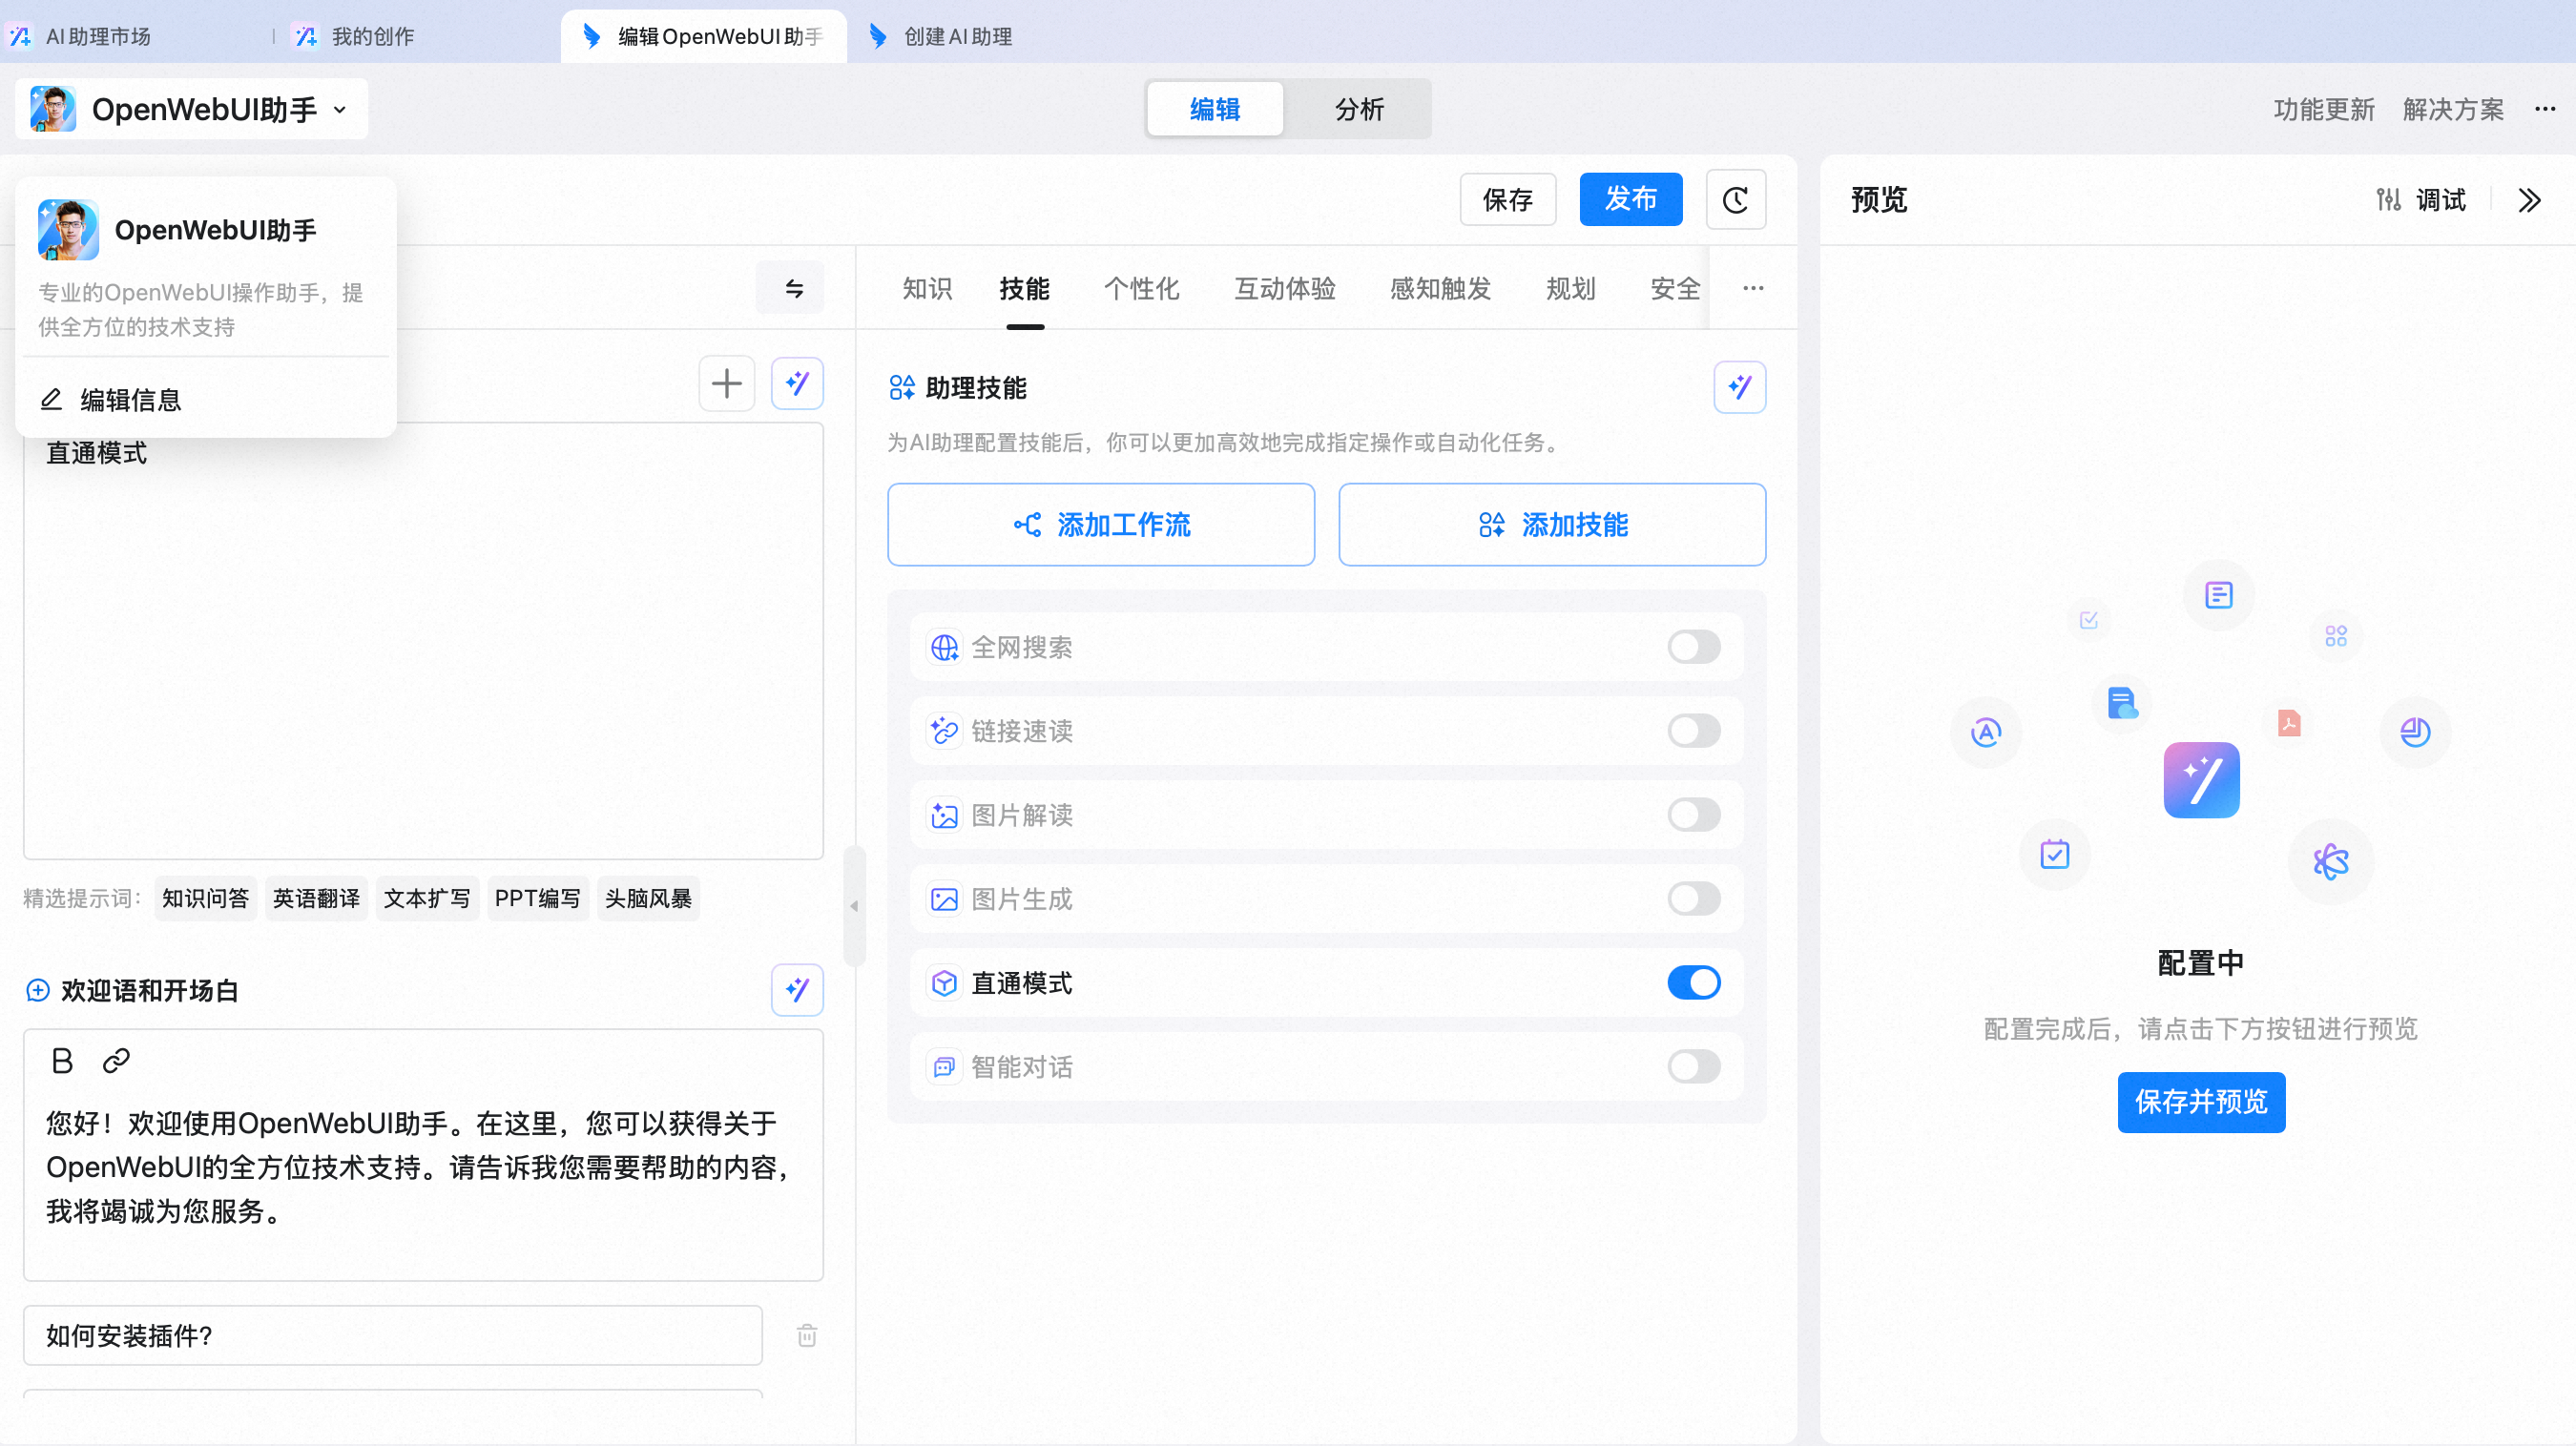 AI助理市场
我的创作
编辑OpenWebUI助手
创建AI助理
OpenWebUI助手
编辑
分析
功能更新
解决方案
OpenWebUI助手
专业的OpenWebUI操作助手，提
供全方位的技术支持
编辑信息
保存
发布
直通模式
精选提示词：
知识问答
英语翻译
文本扩写
PPT编写
头脑风暴
欢迎语和开场白
B
您好！欢迎使用OpenWebUI助手。在这里，您可以获得关于
OpenWebUI的全方位技术支持。请告诉我您需要帮助的内容，
我将竭诚为您服务。
如何安装插件?
知识
技能
个性化
互动体验
感知触发
规划
安全
助理技能
为AI助理配置技能后，你可以更加高效地完成指定操作或自动化任务。
添加工作流
添加技能
全网搜索
链接速读
图片解读
图片生成
直通模式
智能对话
预览
调试
配置中
配置完成后，请点击下方按钮进行预览
保存并预览